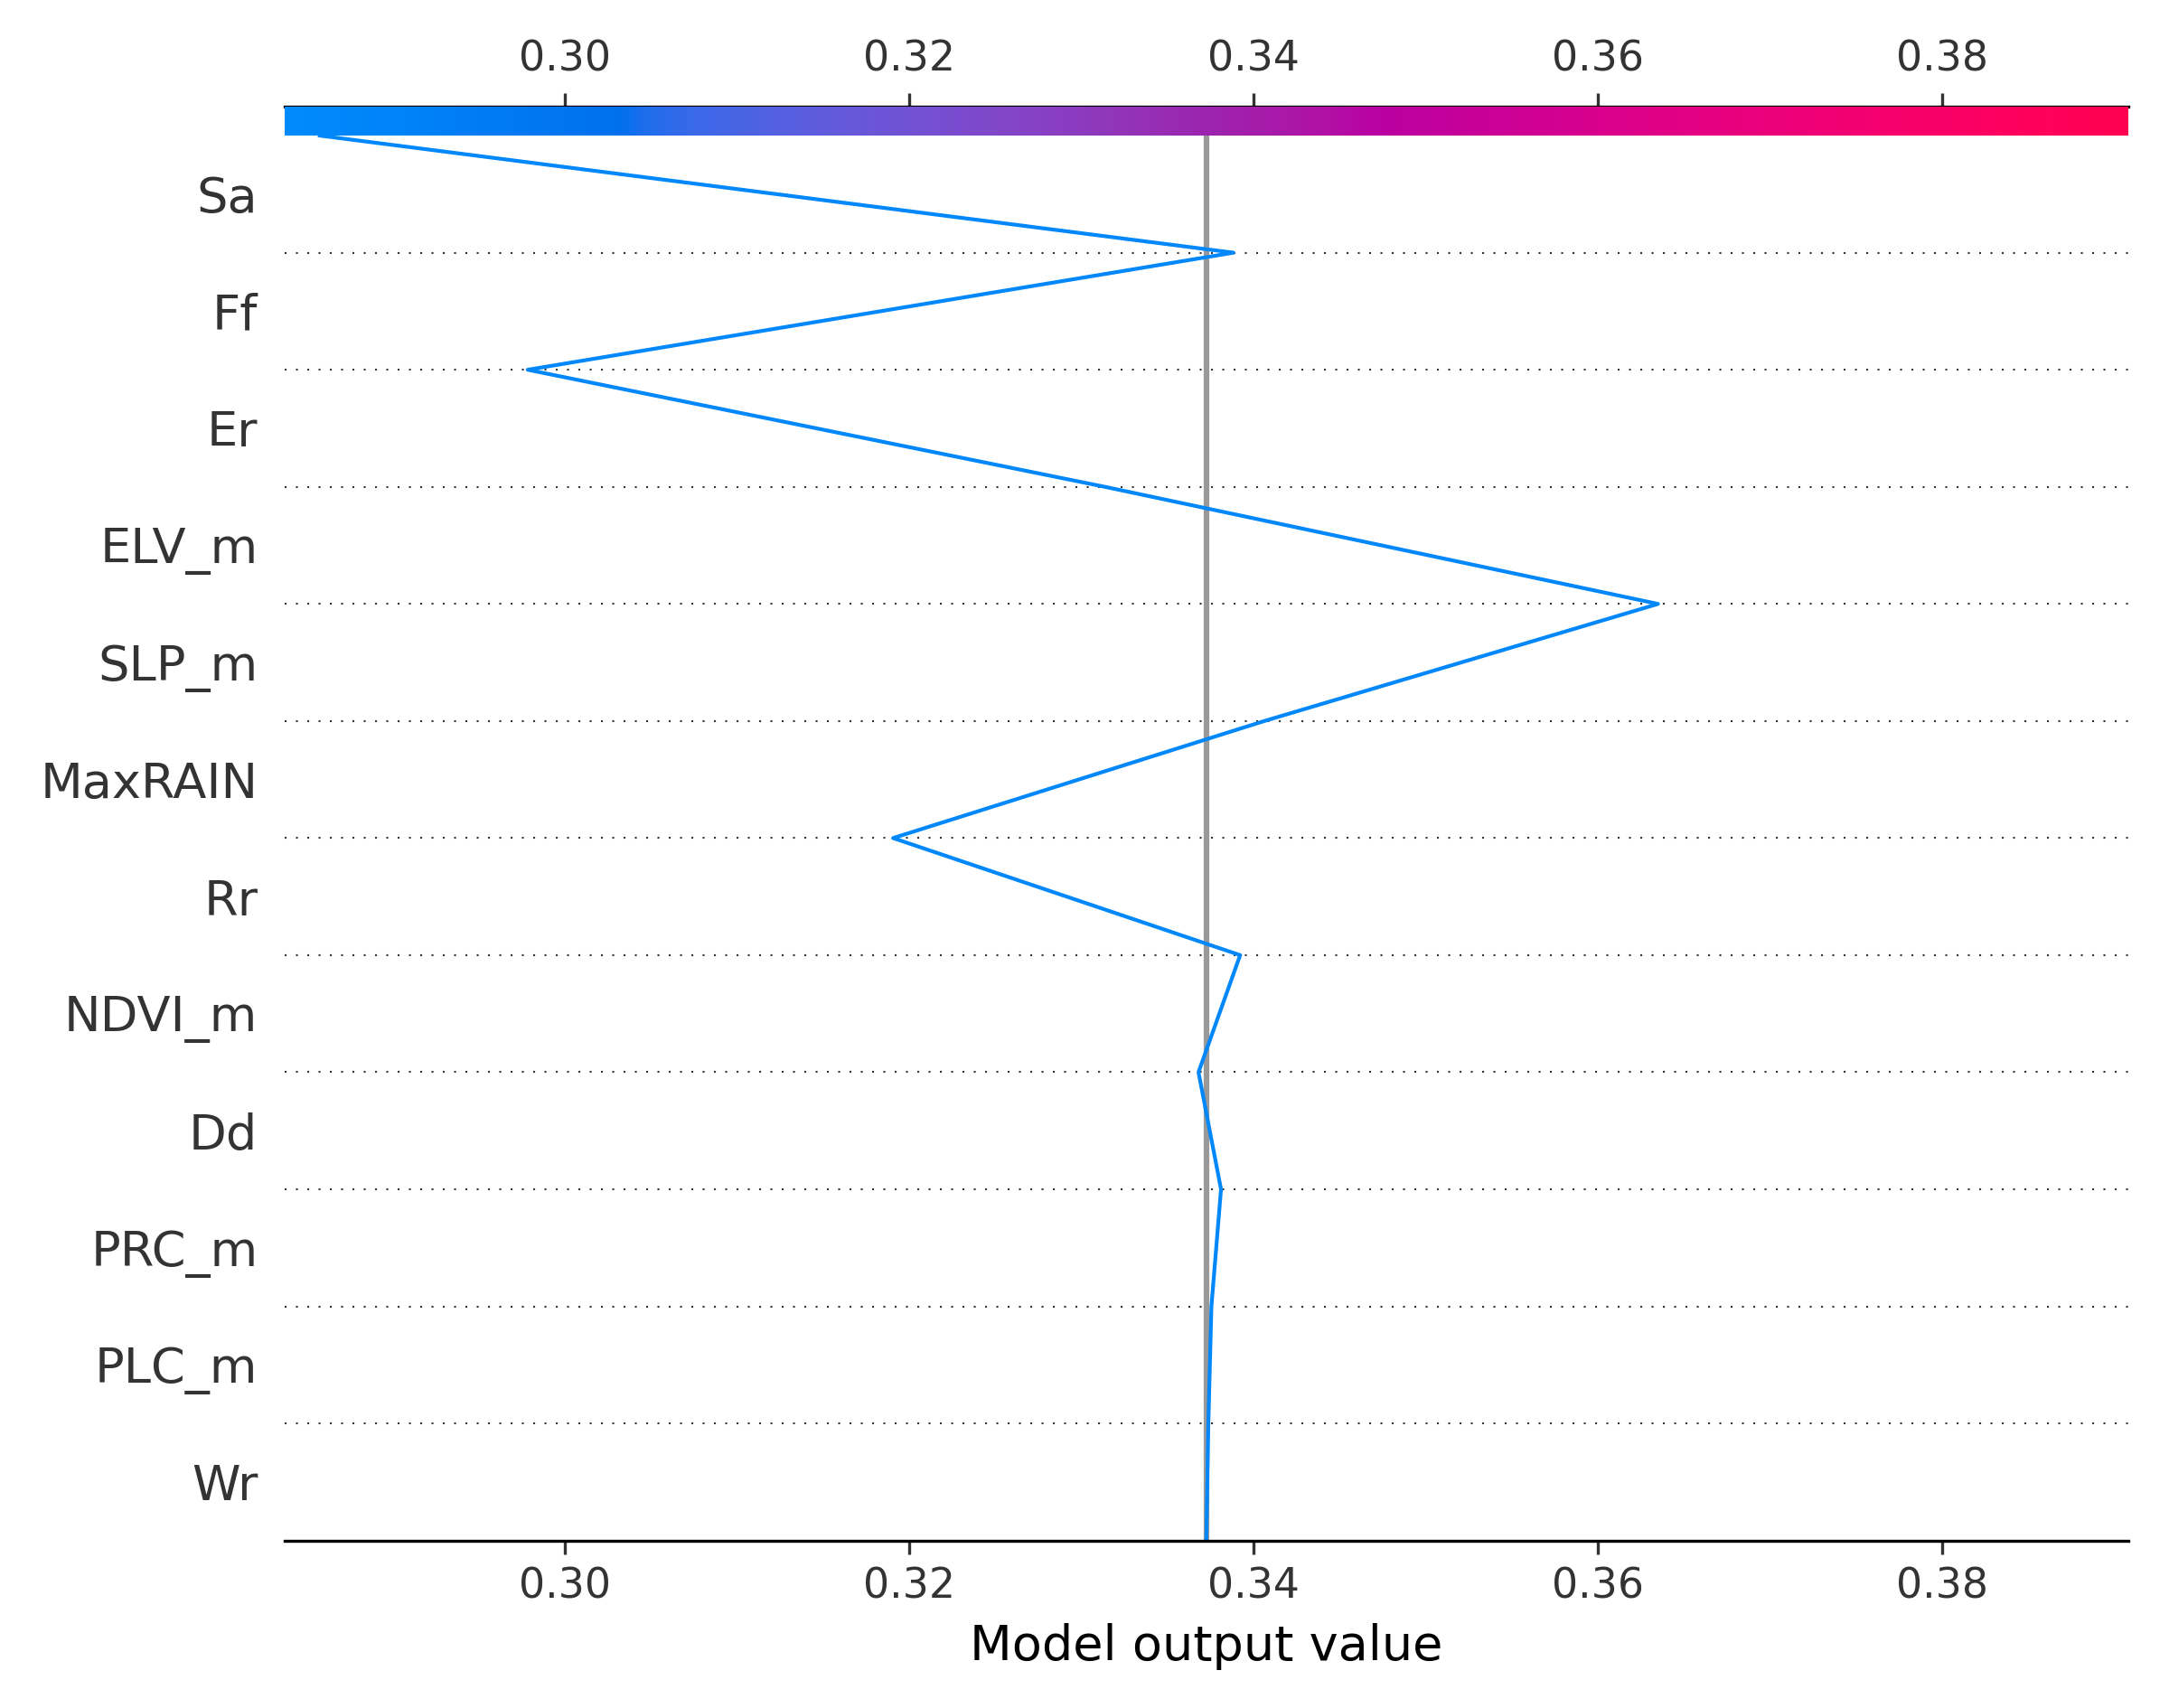 0.30 0.32 0.34 0.36 0.38
Sa
Ff
Er
ELV_m
SLP_m
MaxRAIN
Rr
NDVI_m
Dd
PRC_m
PLC_m
Wr
0.30 0.32 0.34 0.36 0.38
Model output value